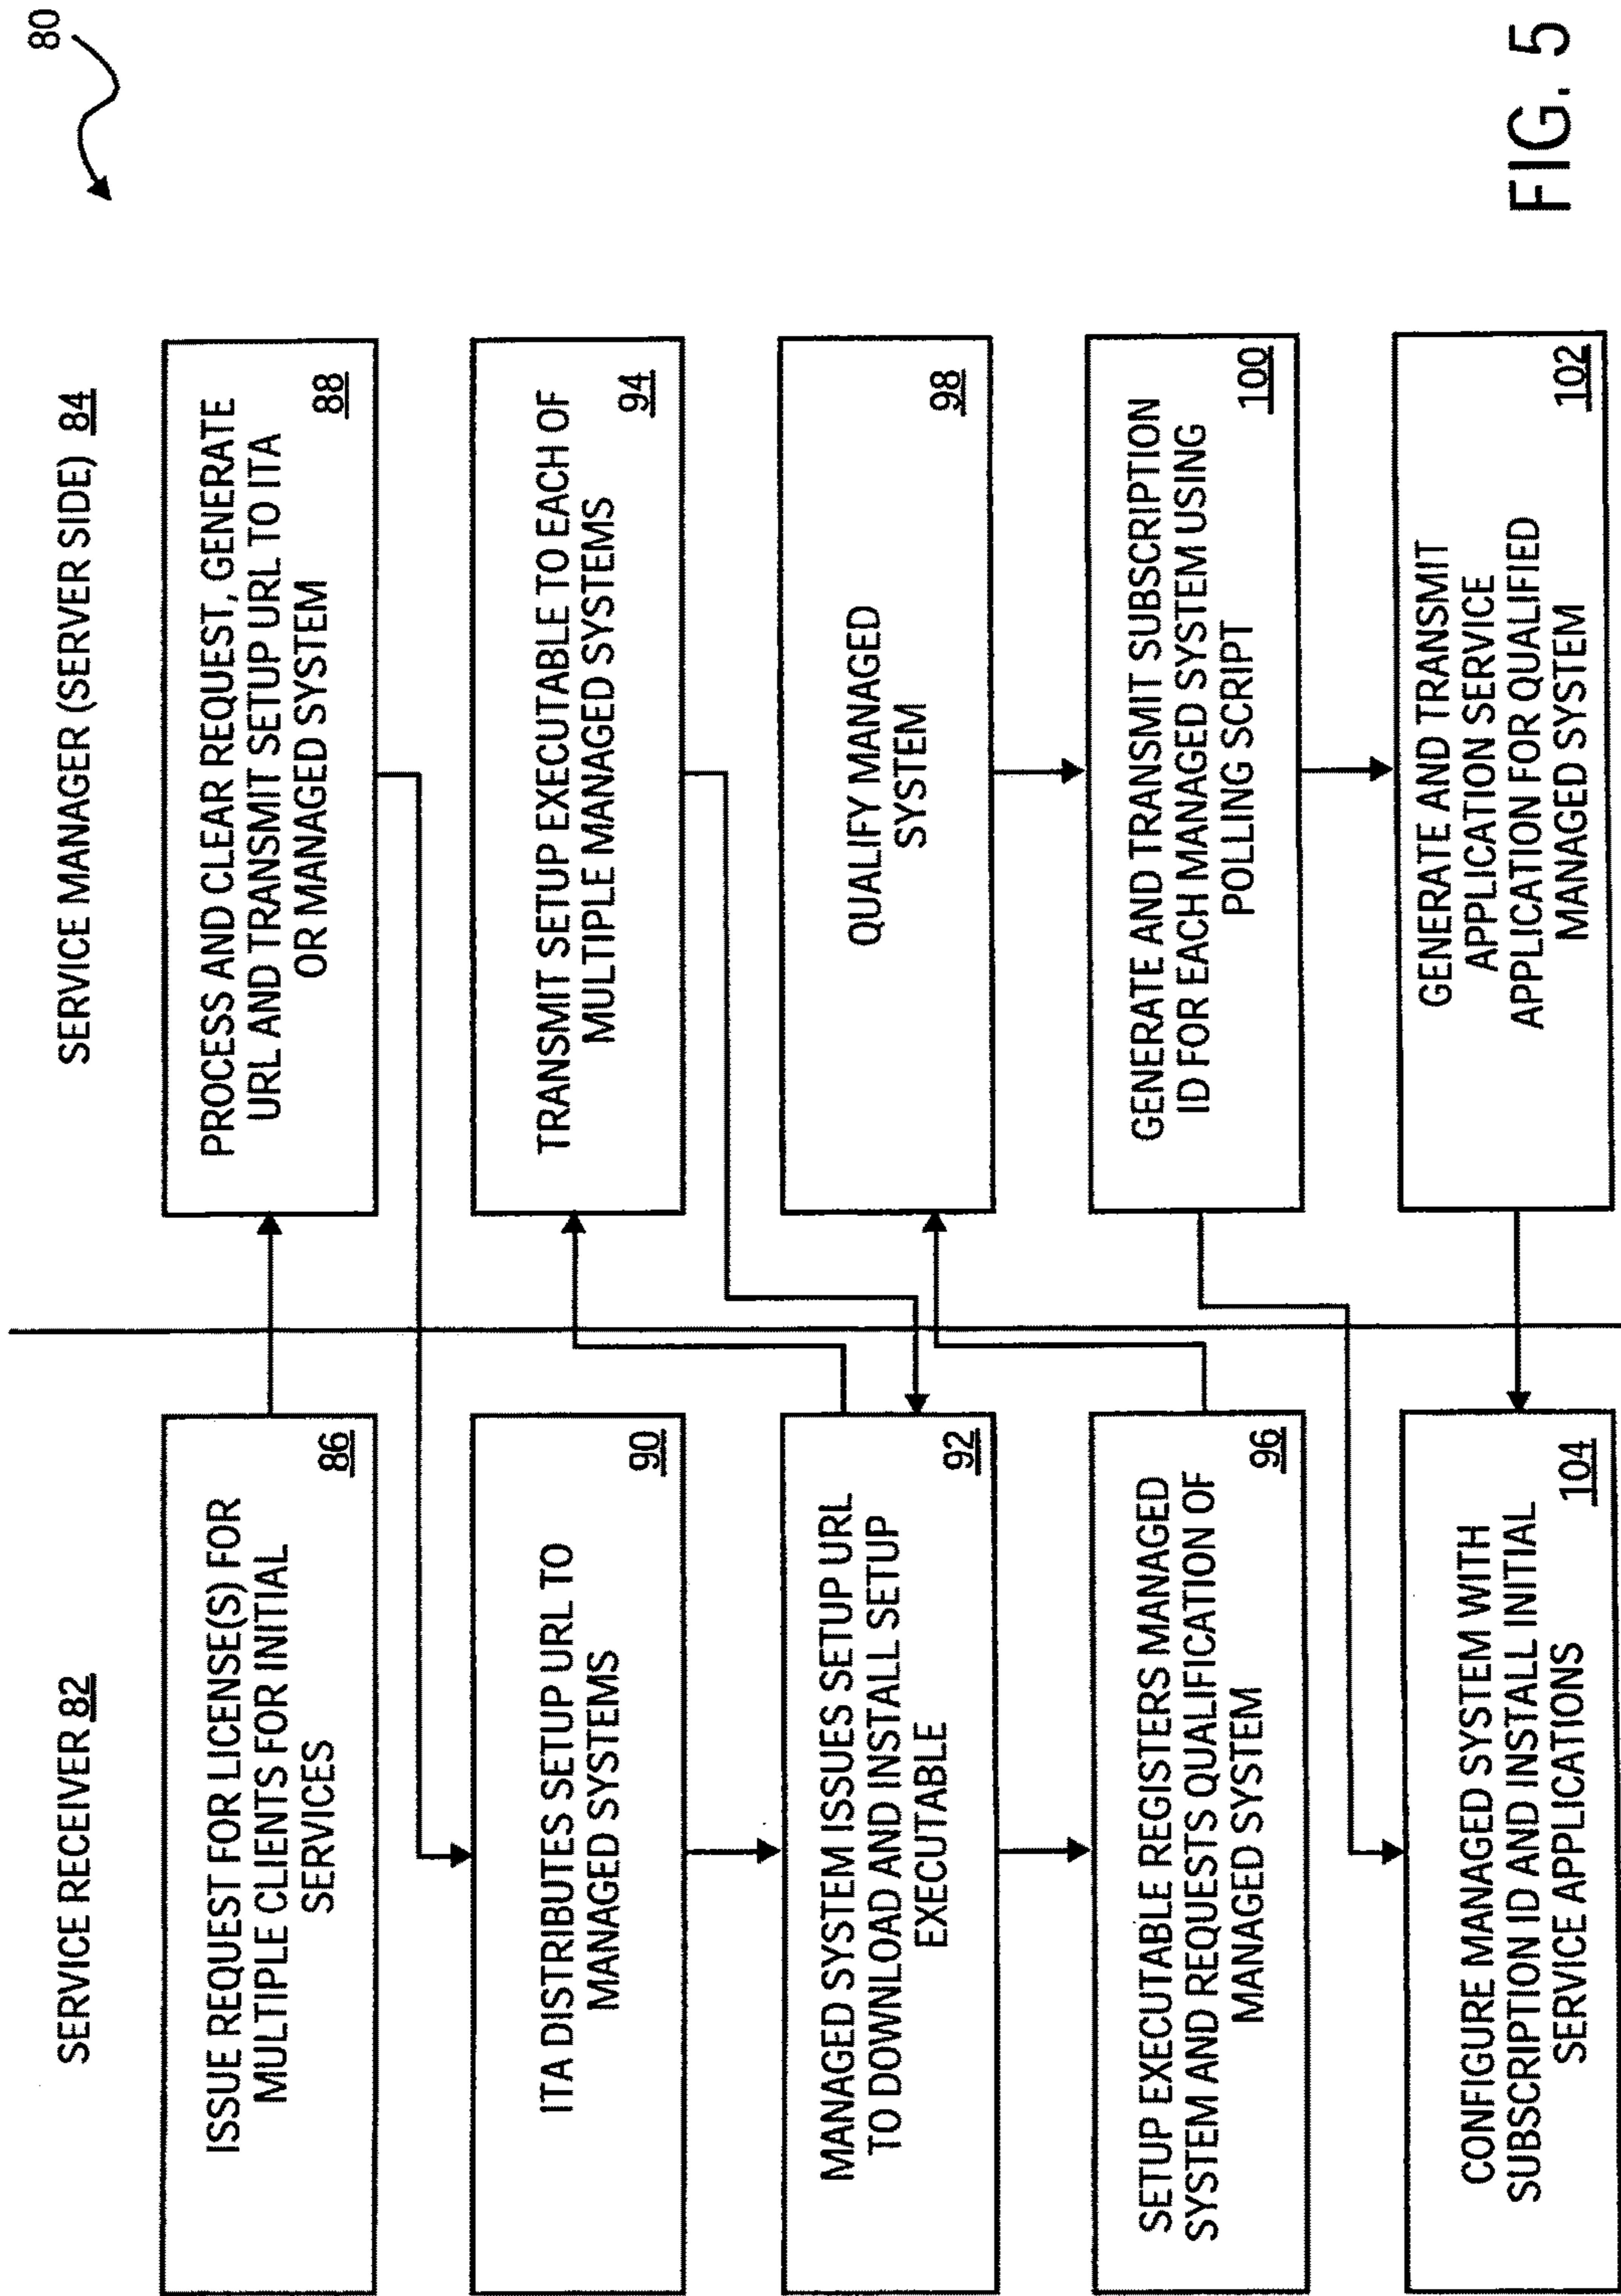 80
SERVICE RECEIVER 82
SERVICE MANAGER (SERVER SIDE) 84
ISSUE REQUEST FOR LICENSE(S) FOR
MULTIPLE CLIENTS FOR INITIAL
SERVICES
86
PROCESS AND CLEAR REQUEST, GENERATE
URL AND TRANSMIT SETUP URL TO ITA
OR MANAGED SYSTEM
88
ITA DISTRIBUTES SETUP URL TO
MANAGED SYSTEMS
90
TRANSMIT SETUP EXECUTABLE TO EACH OF
MULTIPLE MANAGED SYSTEMS
94
MANAGED SYSTEM ISSUES SETUP URL
TO DOWNLOAD AND INSTALL SETUP
EXECUTABLE
92
QUALIFY MANAGED
SYSTEM
98
SETUP EXECUTABLE REGISTERS MANAGED
SYSTEM AND REQUESTS QUALIFICATION OF
MANAGED SYSTEM
96
GENERATE AND TRANSMIT SUBSCRIPTION
ID FOR EACH MANAGED SYSTEM USING
POLLING SCRIPT
100
CONFIGURE MANAGED SYSTEM WITH
SUBSCRIPTION ID AND INSTALL INITIAL
SERVICE APPLICATIONS
104
GENERATE AND TRANSMIT
APPLICATION SERVICE
APPLICATION FOR QUALIFIED
MANAGED SYSTEM
102
FIG. 5